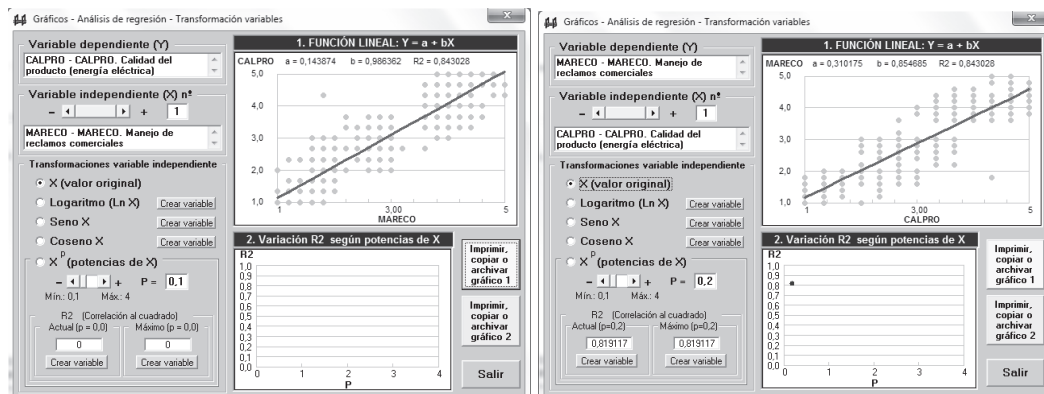 Gráficos - Análisis de regresión - Transformación variables
Variable dependiente (Y)
CALPRO - CALPRO. Calidad del
producto (energía eléctrica)
Variable independiente (X) nº
- + 1
MARECO - MARECO. Manejo de
reclamos comerciales
Transformaciones variable independiente
X (valor original)
Logaritmo (Ln X) Crear variable
Seno X Crear variable
Coseno X Crear variable
X p (potencias de X)
- + P = 0,1
Mín.: 0,1 Máx.: 4
R2 (Correlación al cuadrado)
Actual (p = 0,0) Máximo (p = 0,0)
0 0
Crear variable Crear variable
1. FUNCIÓN LINEAL: Y = a + bX
CALPRO a = 0,143874 b = 0,986362 R2 = 0,843028
5,0
4,0
3,0
2,0
1,0
1 3,00 5
MARECO
2. Variación R2 según potencias de X
R2
1,0
0,9
0,8
0,7
0,6
0,5
0,4
0,3
0,2
0,1
0,0
0 1 2 3 4
P
Imprimir,
copiar o
archivar
gráfico 1
Imprimir,
copiar o
archivar
gráfico 2
Salir
Gráficos - Análisis de regresión - Transformación variables
Variable dependiente (Y)
MARECO - MARECO. Manejo de
reclamos comerciales
Variable independiente (X) nº
- + 1
CALPRO - CALPRO. Calidad del
producto (energía eléctrica)
Transformaciones variable independiente
X (valor original)
Logaritmo (Ln X) Crear variable
Seno X Crear variable
Coseno X Crear variable
X p (potencias de X)
- + P = 0,2
Mín.: 0,1 Máx.: 4
R2 (Correlación al cuadrado)
Actual (p=0,2) Máximo (p=0,2)
0,819117 0,819117
Crear variable Crear variable
1. FUNCIÓN LINEAL: Y = a + bX
MARECO a = 0,310175 b = 0,854685 R2 = 0,843028
5,0
4,0
3,0
2,0
1,0
1 3,00 5
CALPRO
2. Variación R2 según potencias de X
R2
1,0
0,9
0,8
0,7
0,6
0,5
0,4
0,3
0,2
0,1
0,0
0 1 2 3 4
P
Imprimir,
copiar o
archivar
gráfico 1
Imprimir,
copiar o
archivar
gráfico 2
Salir